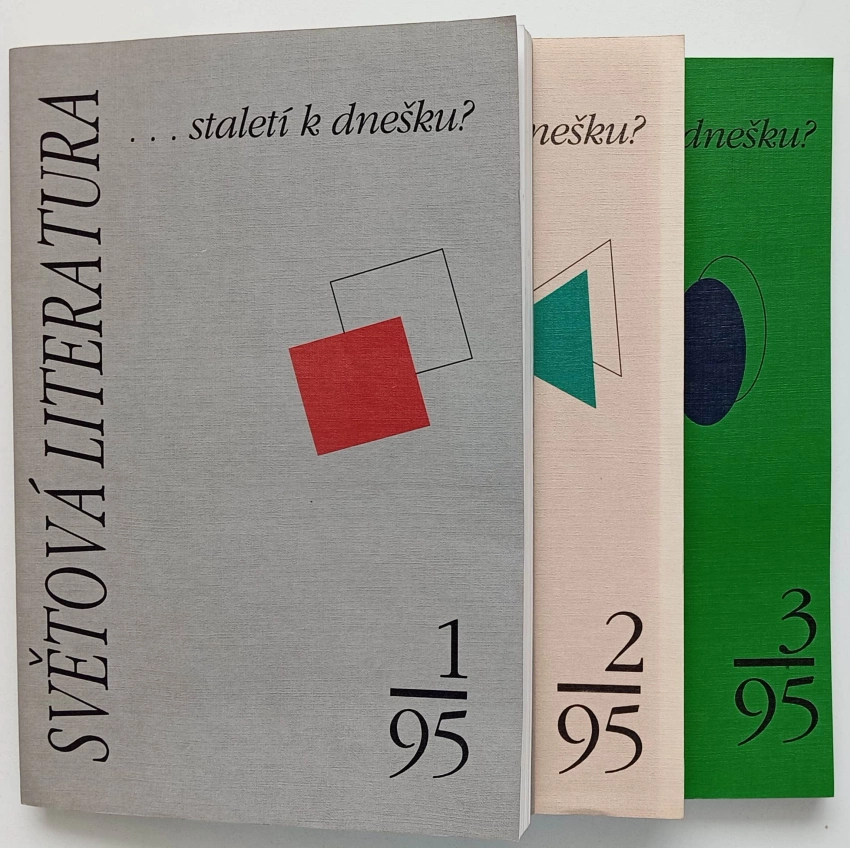 SVĚTOVÁ LITERATURA
. . . staletí k dnešku?
1
95
nešku?
2
95
dnešku?
3
95